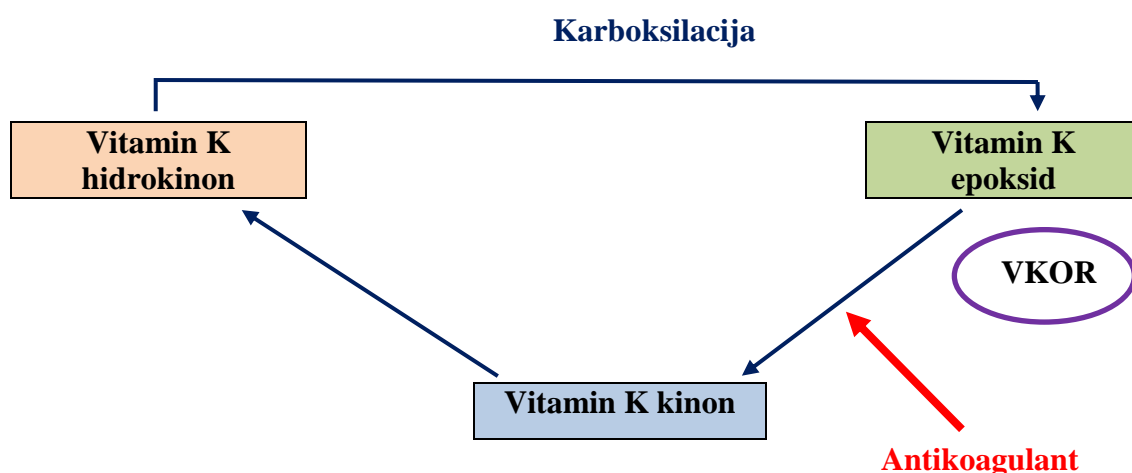 Karboksilacija
Vitamin K
hidrokinon
Vitamin K
epoksid
VKOR
Vitamin K kinon
Antikoagulant